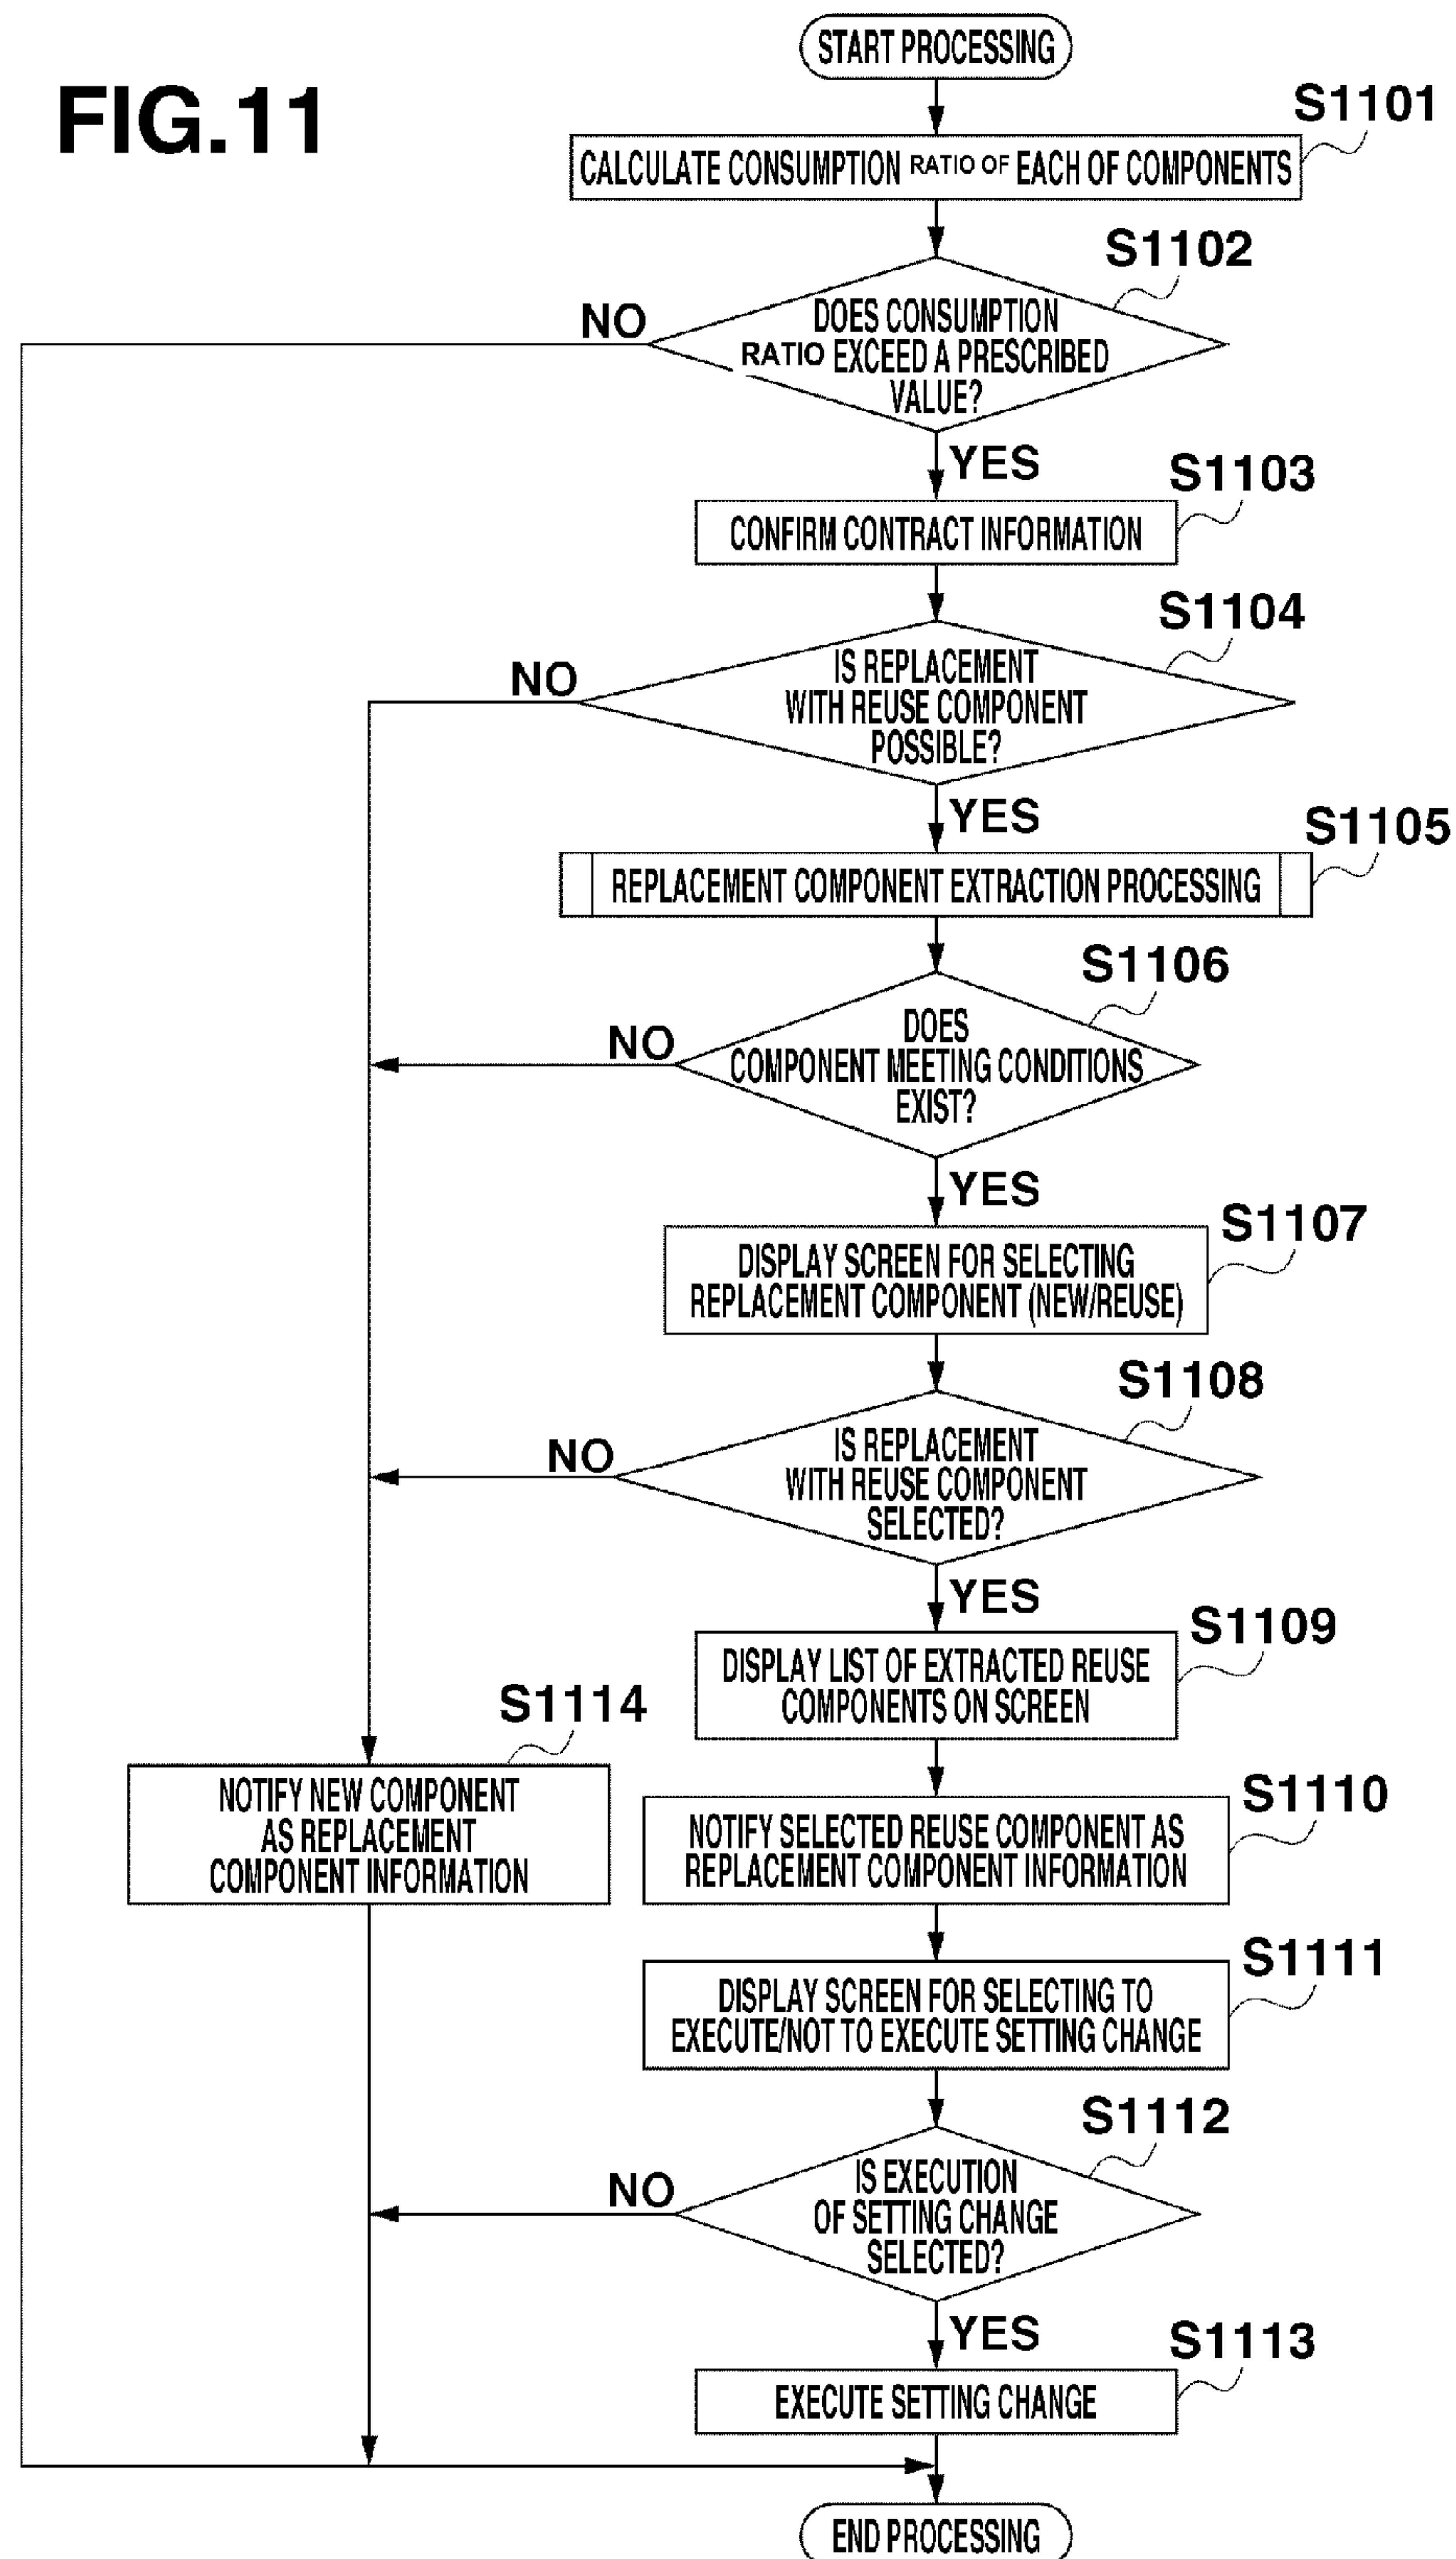 FIG.11
START PROCESSING
S1101
CALCULATE CONSUMPTION RATIO OF EACH OF COMPONENTS
S1102
DOES CONSUMPTION
RATIO EXCEED A PRESCRIBED
VALUE?
NO
YES
S1103
CONFIRM CONTRACT INFORMATION
S1104
IS REPLACEMENT
WITH REUSE COMPONENT
POSSIBLE?
NO
YES
S1105
REPLACEMENT COMPONENT EXTRACTION PROCESSING
S1106
DOES
COMPONENT MEETING CONDITIONS
EXIST?
NO
YES
S1107
DISPLAY SCREEN FOR SELECTING
REPLACEMENT COMPONENT (NEW/REUSE)
S1108
IS REPLACEMENT
WITH REUSE COMPONENT
SELECTED?
NO
YES
S1109
DISPLAY LIST OF EXTRACTED REUSE
COMPONENTS ON SCREEN
S1114
NOTIFY NEW COMPONENT
AS REPLACEMENT
COMPONENT INFORMATION
S1110
NOTIFY SELECTED REUSE COMPONENT AS
REPLACEMENT COMPONENT INFORMATION
S1111
DISPLAY SCREEN FOR SELECTING TO
EXECUTE/NOT TO EXECUTE SETTING CHANGE
S1112
IS EXECUTION
OF SETTING CHANGE
SELECTED?
NO
YES
S1113
EXECUTE SETTING CHANGE
END PROCESSING